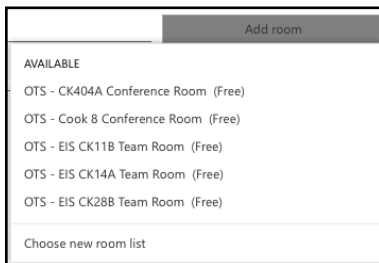 Add room
AVAILABLE
OTS - CK404A Conference Room (Free)
OTS - Cook 8 Conference Room (Free)
OTS - EIS CK11B Team Room (Free)
OTS - EIS CK14A Team Room (Free)
OTS - EIS CK28B Team Room (Free)
Choose new room list